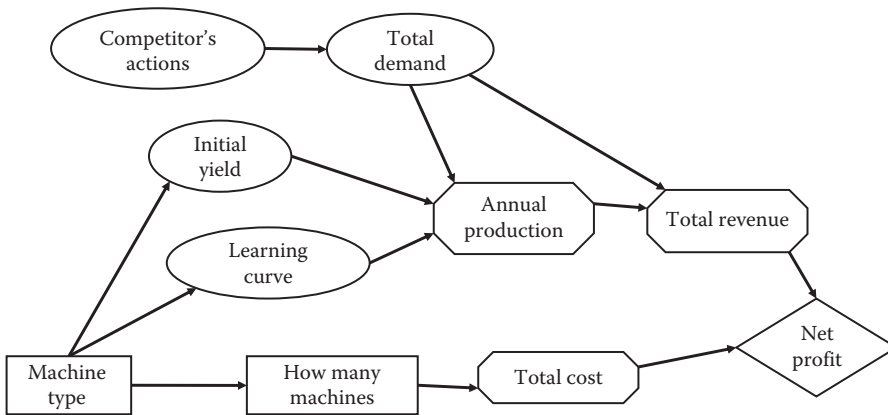 Competitor’s
actions
Total
demand
Initial
yield
Annual
production
Total revenue
Learning
curve
Net
profit
Machine
type
How many
machines
Total cost